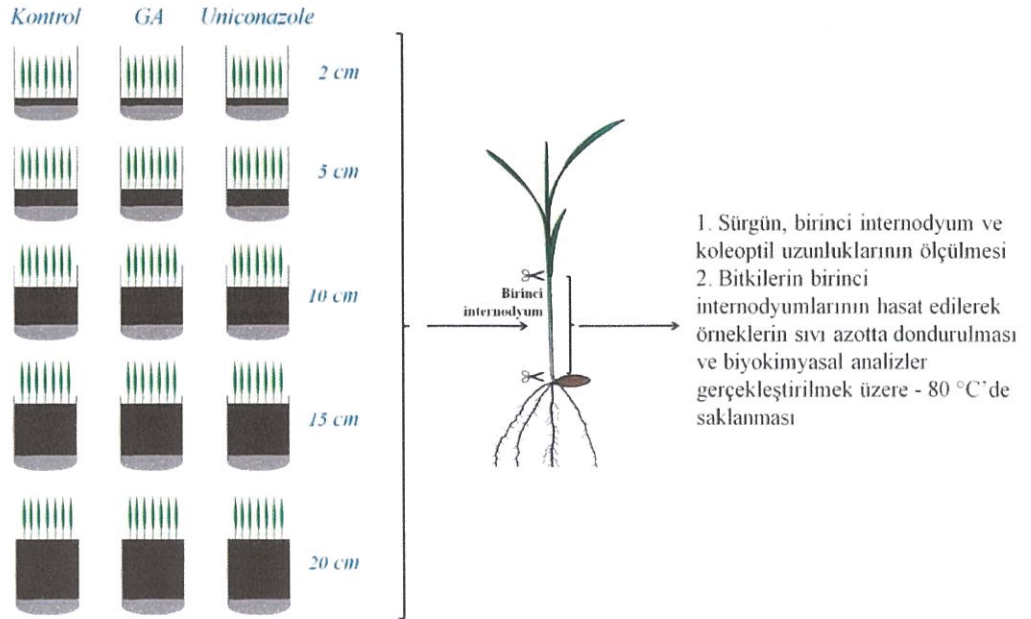 Kontrol GA Uniconazole
2 cm
5 cm
10 cm
15 cm
20 cm
Birinci
internodyum
1. Sürgün, birinci internodyum ve
koleoptil uzunluklarının ölçülmesi
2. Bitkilerin birinci
internodyumlarının hasat edilerek
örneklerin sıvı azotta dondurulması
ve biyokimyasal analizler
gerçekleştirilmek üzere - 80 °C'de
saklanması